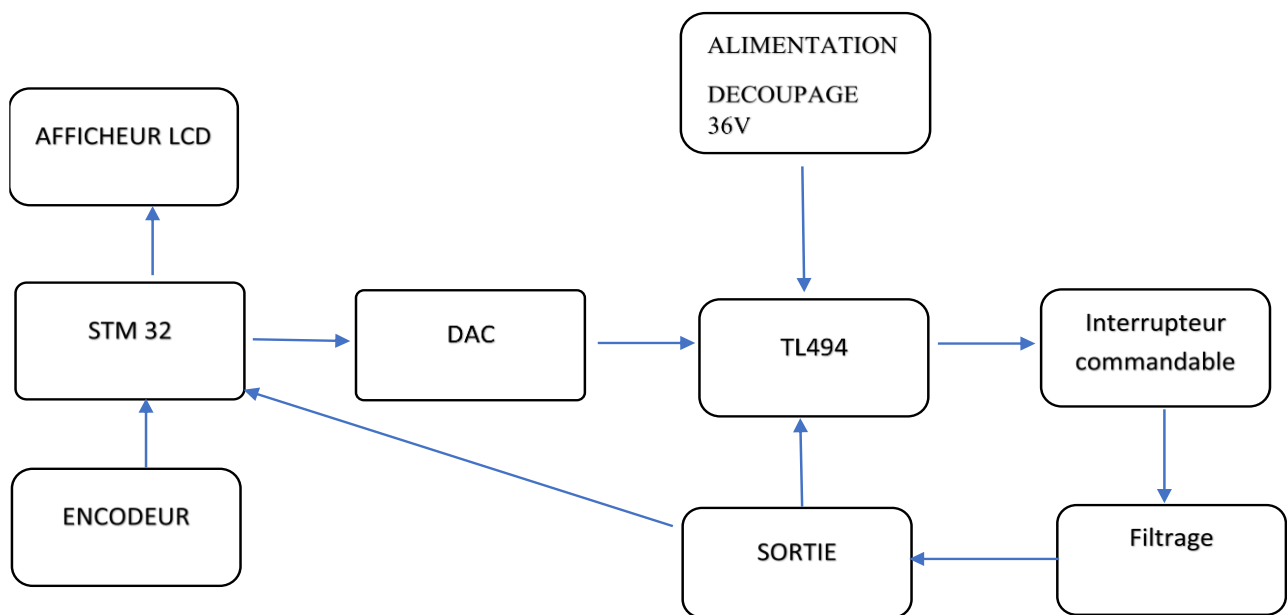 ALIMENTATION
DECOUPAGE
36V
AFFICHEUR LCD
STM 32
DAC
TL494
Interrupteur
commandable
ENCODEUR
SORTIE
Filtrage